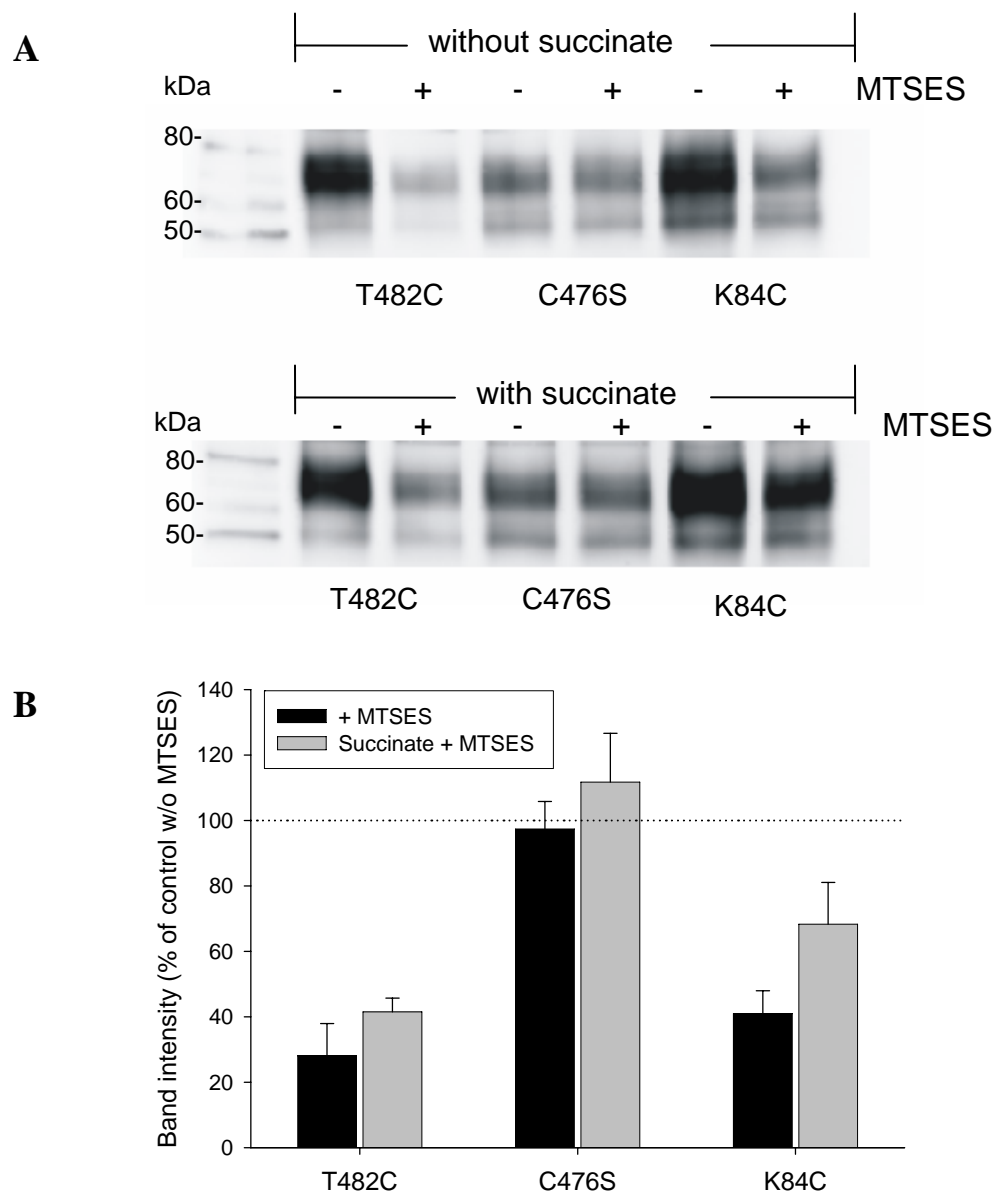 A
without succinate
kDa - + - + - + MTSES
80-
60-
50-
T482C C476S K84C
with succinate
kDa - + - + - + MTSES
80-
60-
50-
T482C C476S K84C
B
Band intensity (% of control w/o MTSES)
140
120
100
80
60
40
20
0
+ MTSES
Succinate + MTSES
T482C C476S K84C